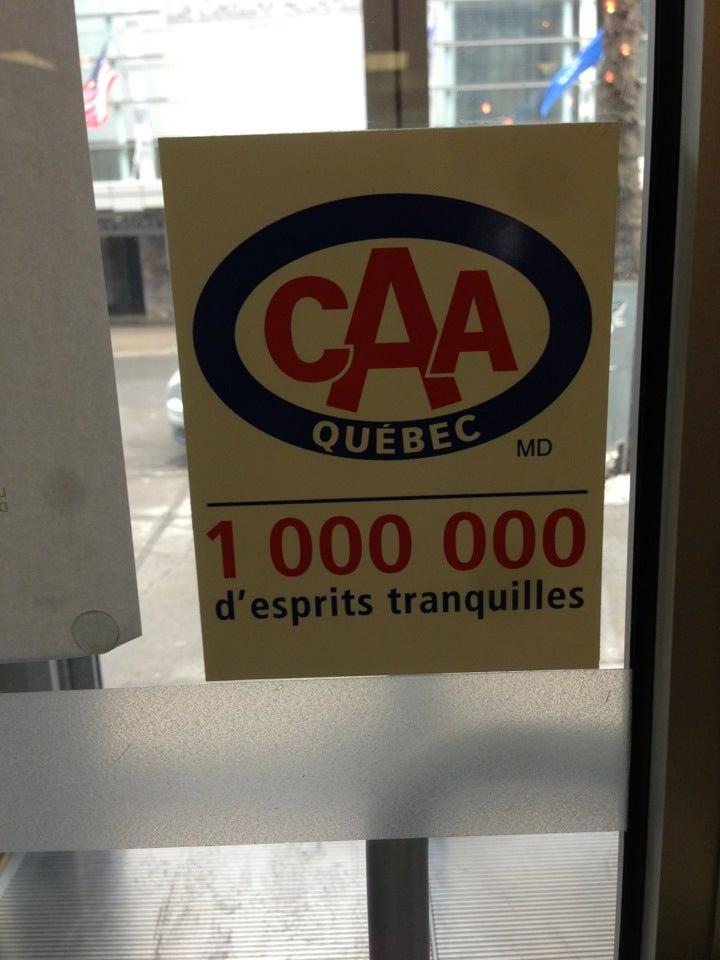 CAA
QUÉBEC
MD
1 000 000
d'esprits tranquilles